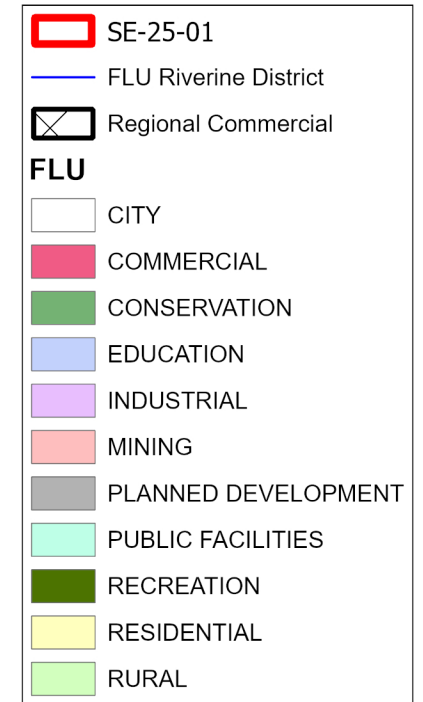 SE-25-01
FLU Riverine District
Regional Commercial
FLU
CITY
COMMERCIAL
CONSERVATION
EDUCATION
INDUSTRIAL
MINING
PLANNED DEVELOPMENT
PUBLIC FACILITIES
RECREATION
RESIDENTIAL
RURAL